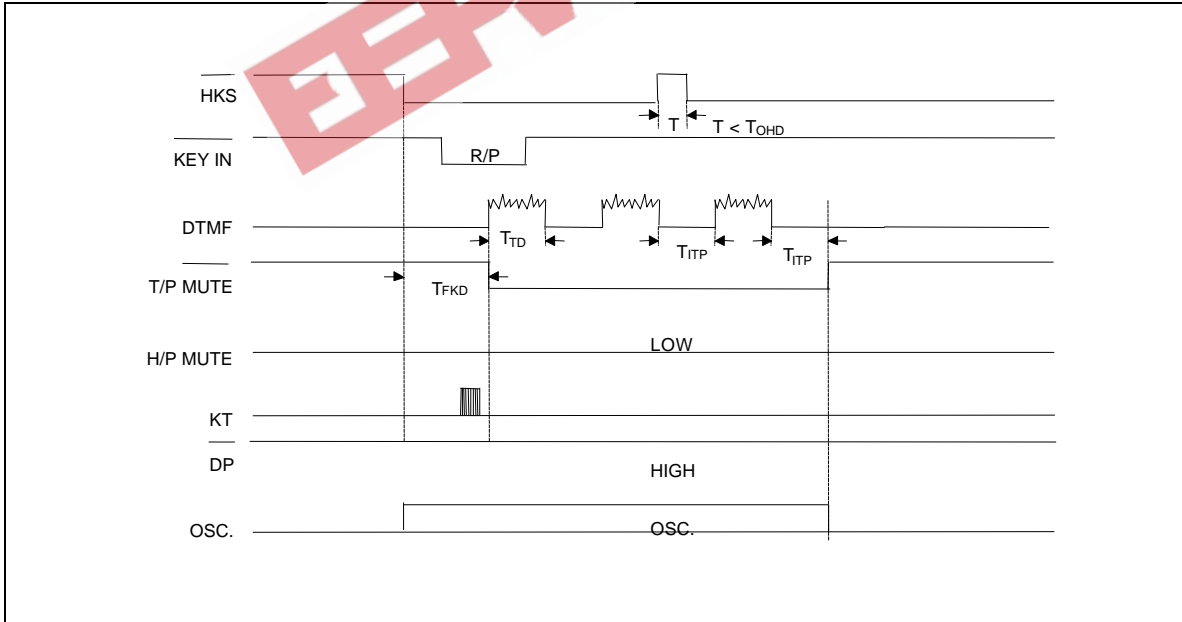 HKS
T T < TOHD
KEY IN
R/P
DTMF
TTD
TITP
TITP
T/P MUTE
TFKD
LOW
H/P MUTE
KT
DP
HIGH
OSC.
OSC.